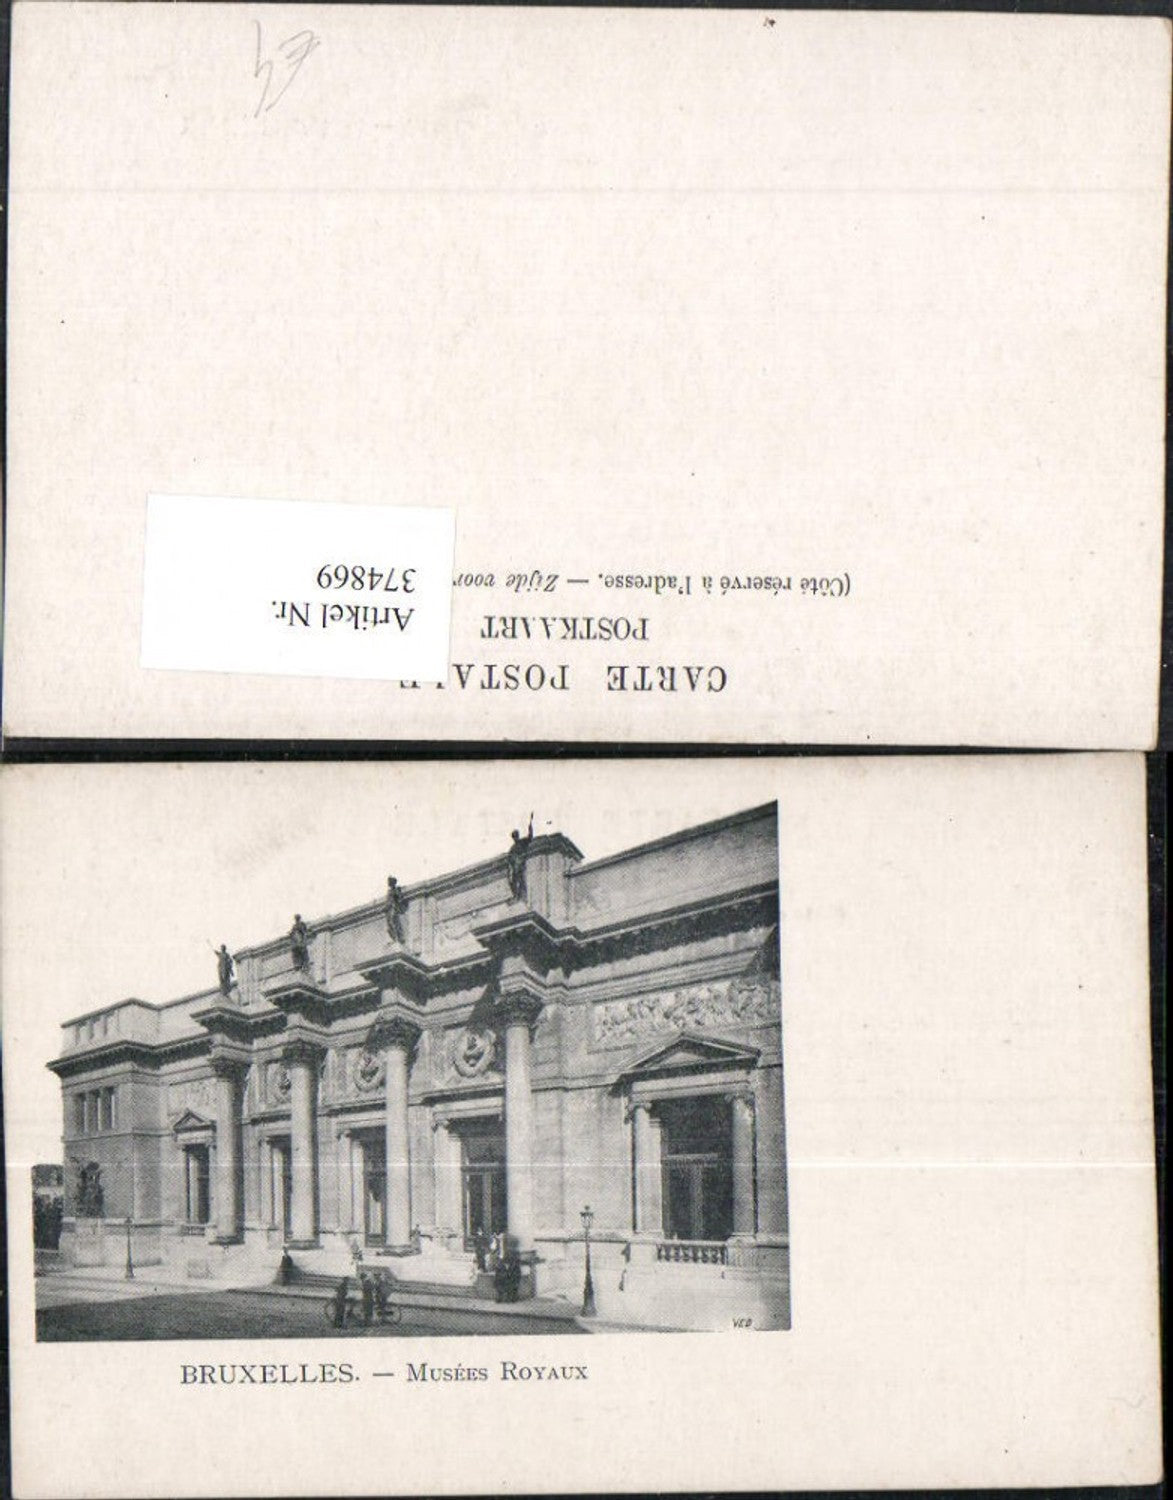 CARTE POSTALE
POSTKAART
(Côté réservé à l'adresse. — Zijde voor
Artikel Nr.
374869
VED
BRUXELLES. — Musées Royaux